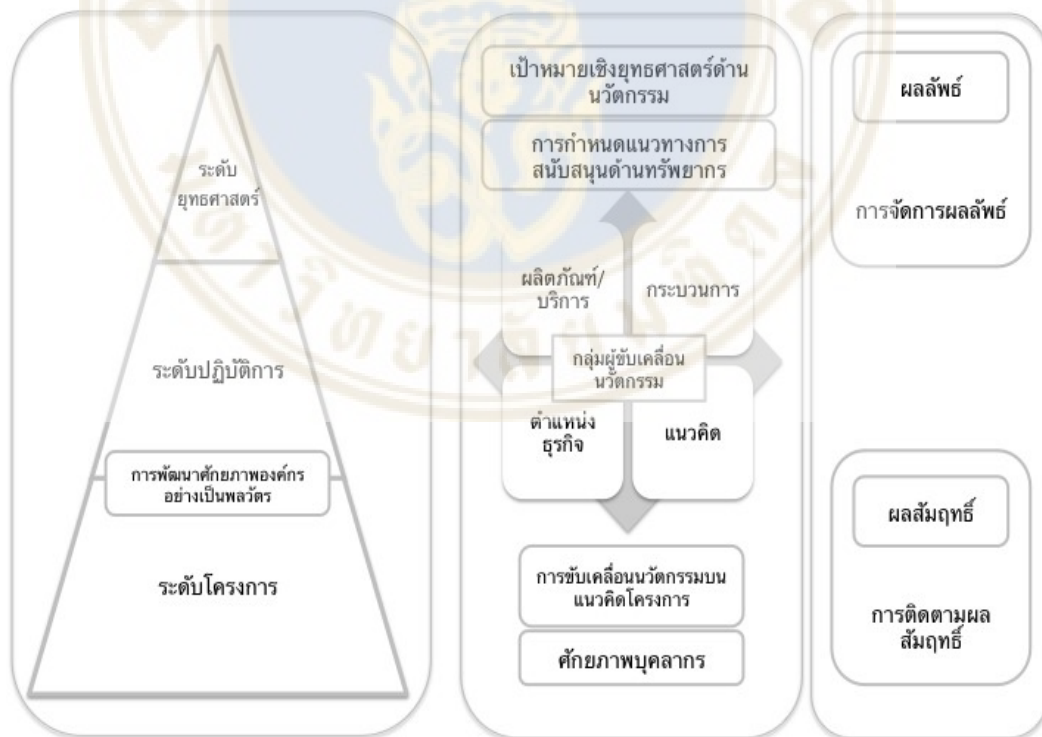 ระดับ
ยุทธศาสตร์
ระดับปฏิบัติการ
การพัฒนาศักยภาพองค์กร
อย่างเป็นพลวัตร
ระดับโครงการ
เป้าหมายเชิงยุทธศาสตร์ด้าน
นวัตกรรม
การกำหนดแนวทางการ
สนับสนุนด้านทรัพยากร
ผลิตภัณฑ์/
บริการ
กระบวนการ
กลุ่มผู้ขับเคลื่อน
นวัตกรรม
ตำแหน่ง
ธุรกิจ
แนวคิด
การขับเคลื่อนนวัตกรรมบน
แนวคิดโครงการ
ศักยภาพบุคลากร
ผลลัพธ์
การจัดการผลลัพธ์
ผลสัมฤทธิ์
การติดตามผล
สัมฤทธิ์
วิทยาลัย